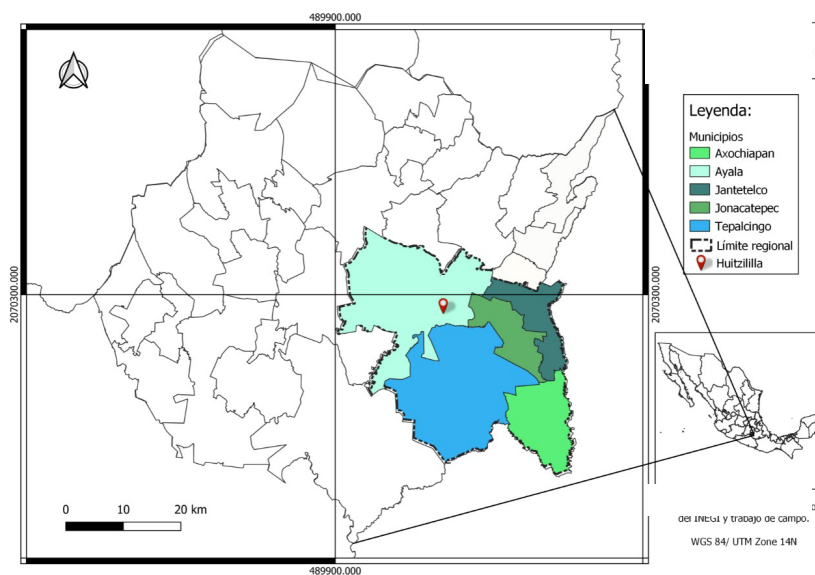 489900.000
Leyenda:
Municipios
Axochiapan
Ayala
Jantetelco
Jonacatepec
Tepalcingo
Límite regional
Huitzililla
2070300.000
2070300.000
0 10 20 km
del INEGI y trabajo de campo.
WGS 84/ UTM Zone 14N
489900.000